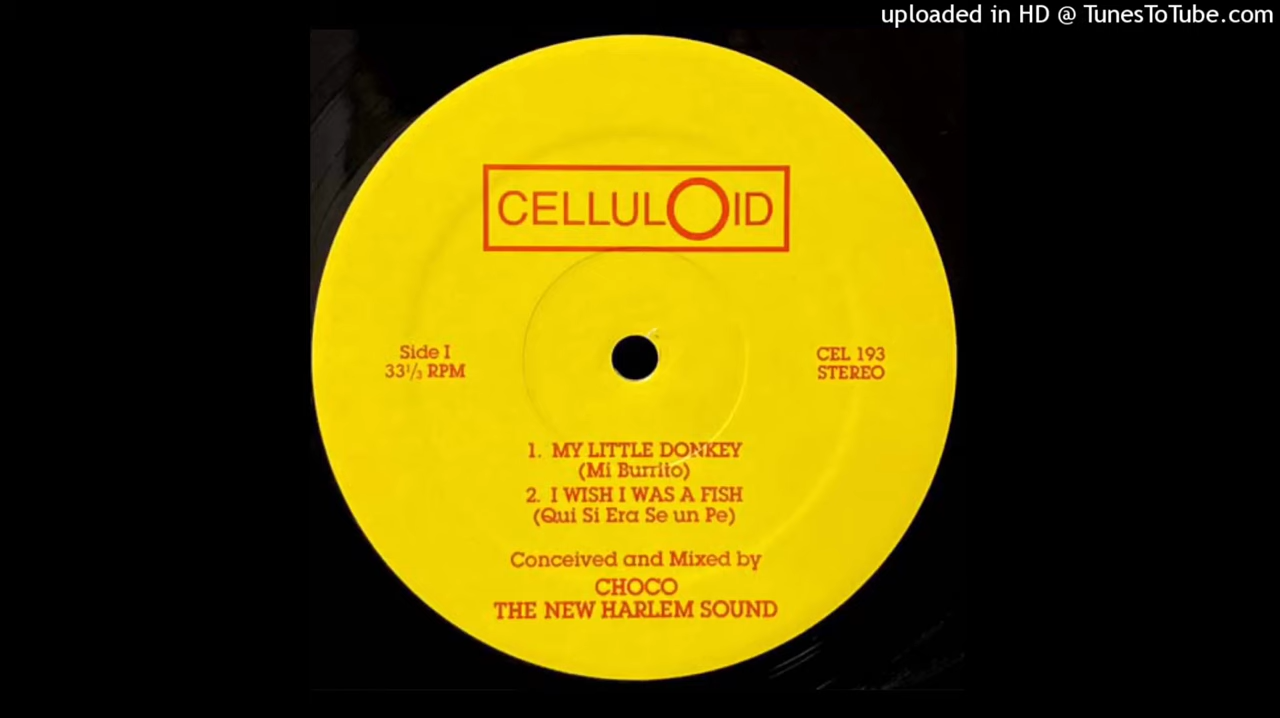 uploaded in HD @ TunesToTube.com
CELLULOID
Side I
33⅓ RPM
CEL 193
STEREO
1. MY LITTLE DONKEY
(Mi Burrito)
2. I WISH I WAS A FISH
(Qui Si Era Se un Pe)
Conceived and Mixed by
CHOCO
THE NEW HARLEM SOUND